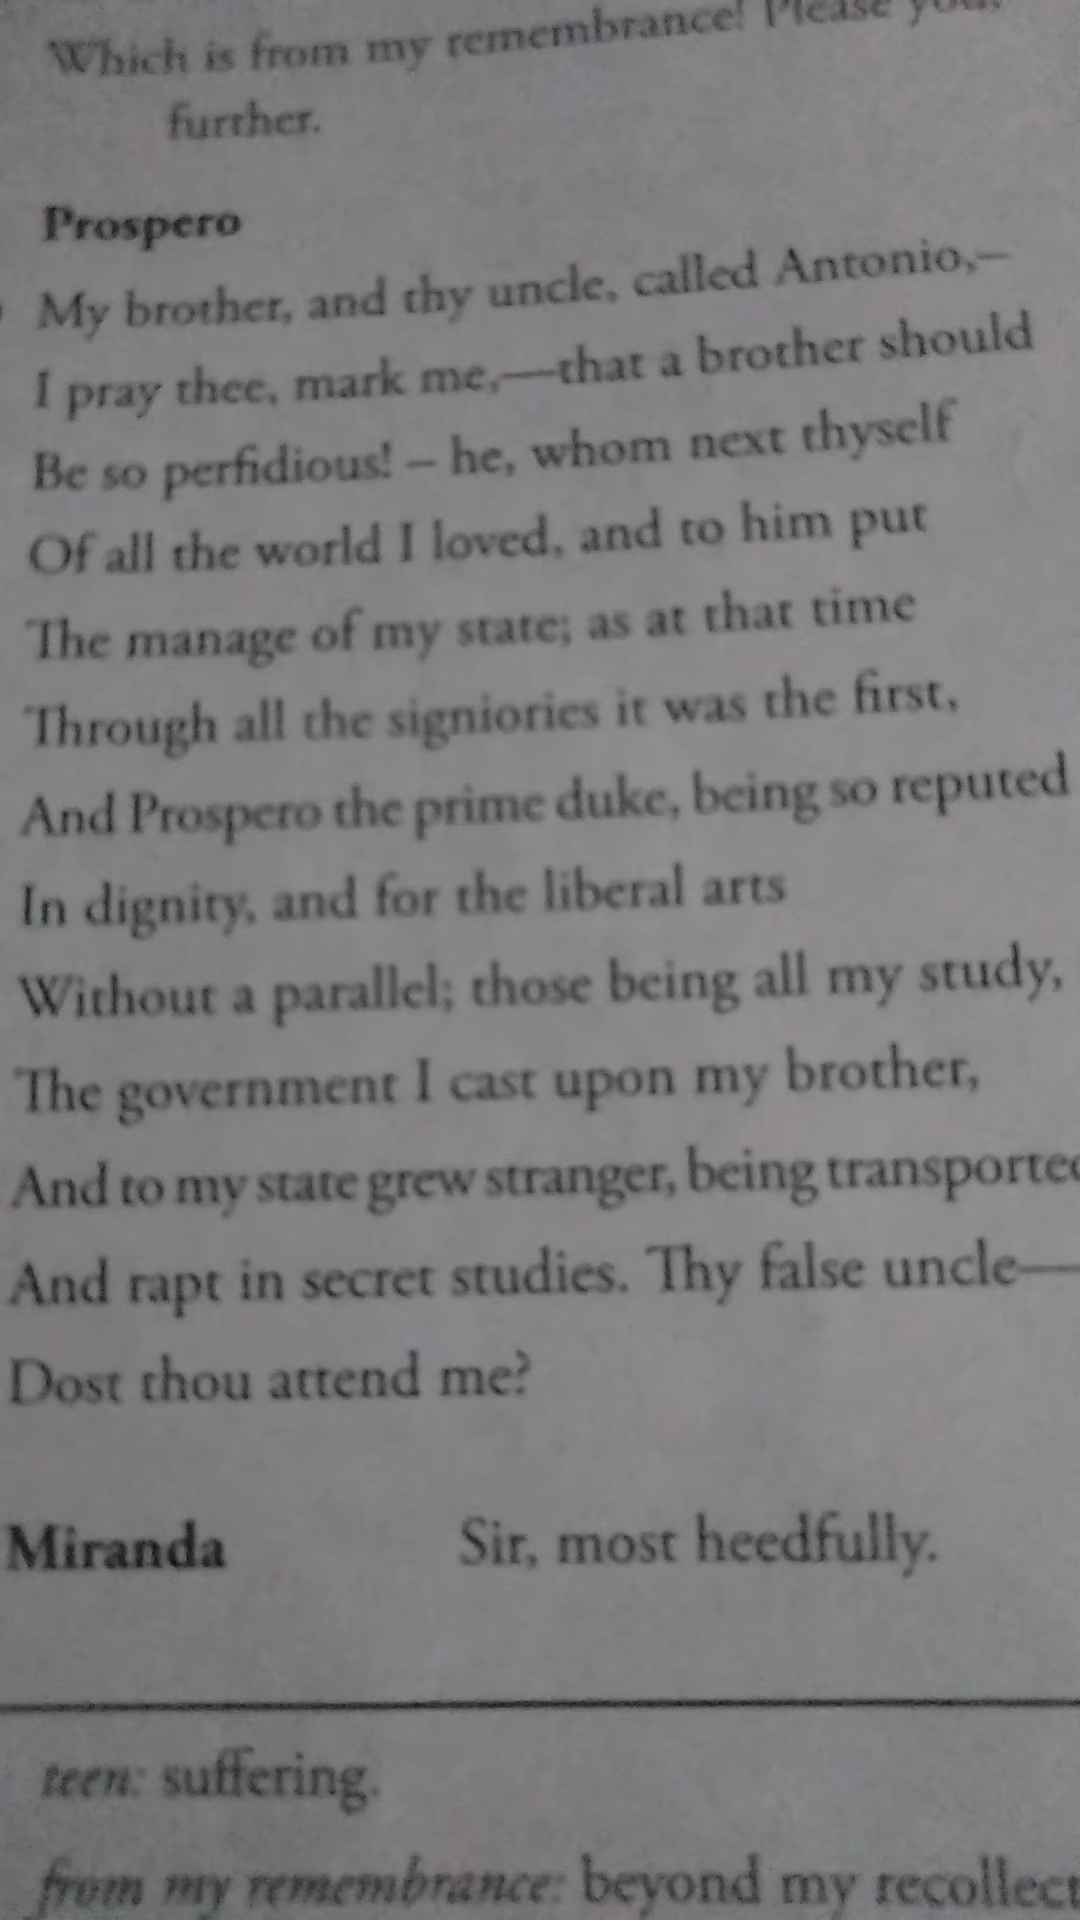 Which is from my remembrance! Please you,
further.
Prospero
My brother, and thy uncle, called Antonio,–
I pray thee, mark me,—that a brother should
Be so perfidious! – he, whom next thyself
Of all the world I loved, and to him put
The manage of my state; as at that time
Through all the signiories it was the first,
And Prospero the prime duke, being so reputed
In dignity, and for the liberal arts
Without a parallel; those being all my study,
The government I cast upon my brother,
And to my state grew stranger, being transported
And rapt in secret studies. Thy false uncle—
Dost thou attend me?
Miranda Sir, most heedfully.
teen: suffering.
from my remembrance: beyond my recollect